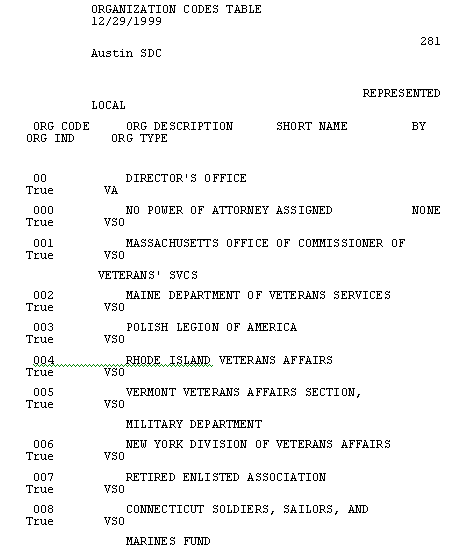 ORGANIZATION CODES TABLE
12/29/1999
281
Austin SDC
REPRESENTED
LOCAL
ORG CODE ORG DESCRIPTION SHORT NAME BY
ORG IND ORG TYPE
00 DIRECTOR'S OFFICE
True VA
000 NO POWER OF ATTORNEY ASSIGNED NONE
True VSO
001 MASSACHUSETTS OFFICE OF COMMISSIONER OF
True VSO
VETERANS' SVCS
002 MAINE DEPARTMENT OF VETERANS SERVICES
True VSO
003 POLISH LEGION OF AMERICA
True VSO
004 RHODE ISLAND VETERANS AFFAIRS
True VSO
005 VERMONT VETERANS AFFAIRS SECTION,
True VSO
MILITARY DEPARTMENT
006 NEW YORK DIVISION OF VETERANS AFFAIRS
True VSO
007 RETIRED ENLISTED ASSOCIATION
True VSO
008 CONNECTICUT SOLDIERS, SAILORS, AND
True VSO
MARINES FUND